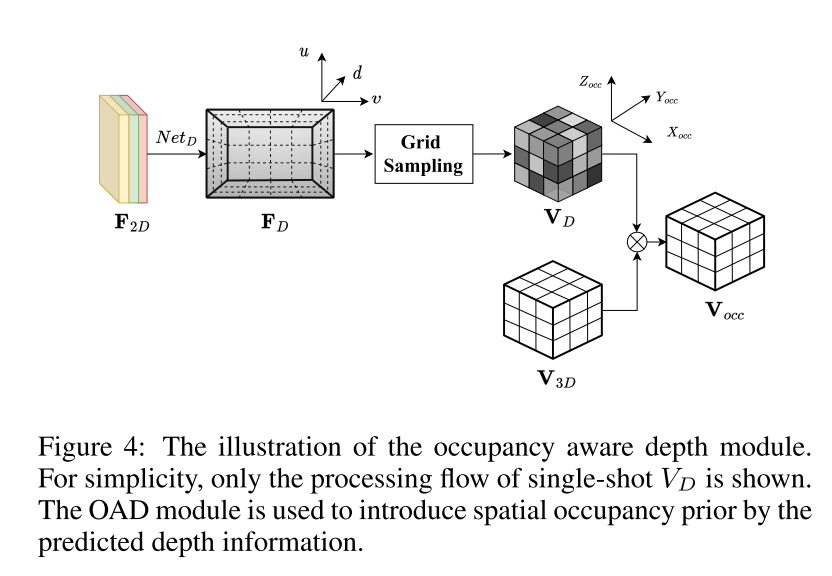 u
d
v
Net_D
F_2D
F_D
Grid
Sampling
V_D
Z_occ
Y_occ
X_occ
V_occ
V_3D
Figure 4: The illustration of the occupancy aware depth module.
For simplicity, only the processing flow of single-shot V_D is shown.
The OAD module is used to introduce spatial occupancy prior by the
predicted depth information.